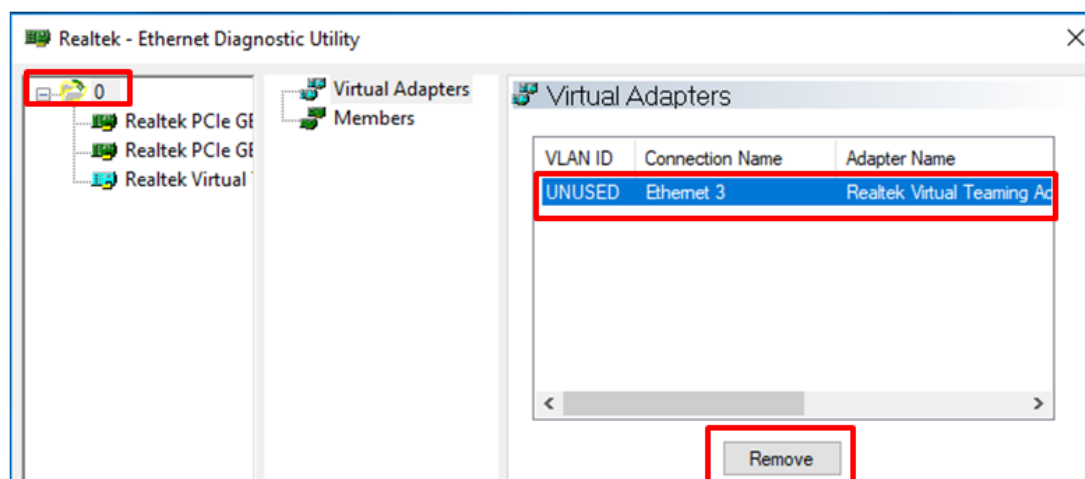 Realtek - Ethernet Diagnostic Utility
0
Realtek PCIe GE
Realtek PCIe GE
Realtek Virtual
Virtual Adapters
Members
Virtual Adapters
VLAN ID Connection Name Adapter Name
UNUSED Ethernet 3 Realtek Virtual Teaming Ad
Remove